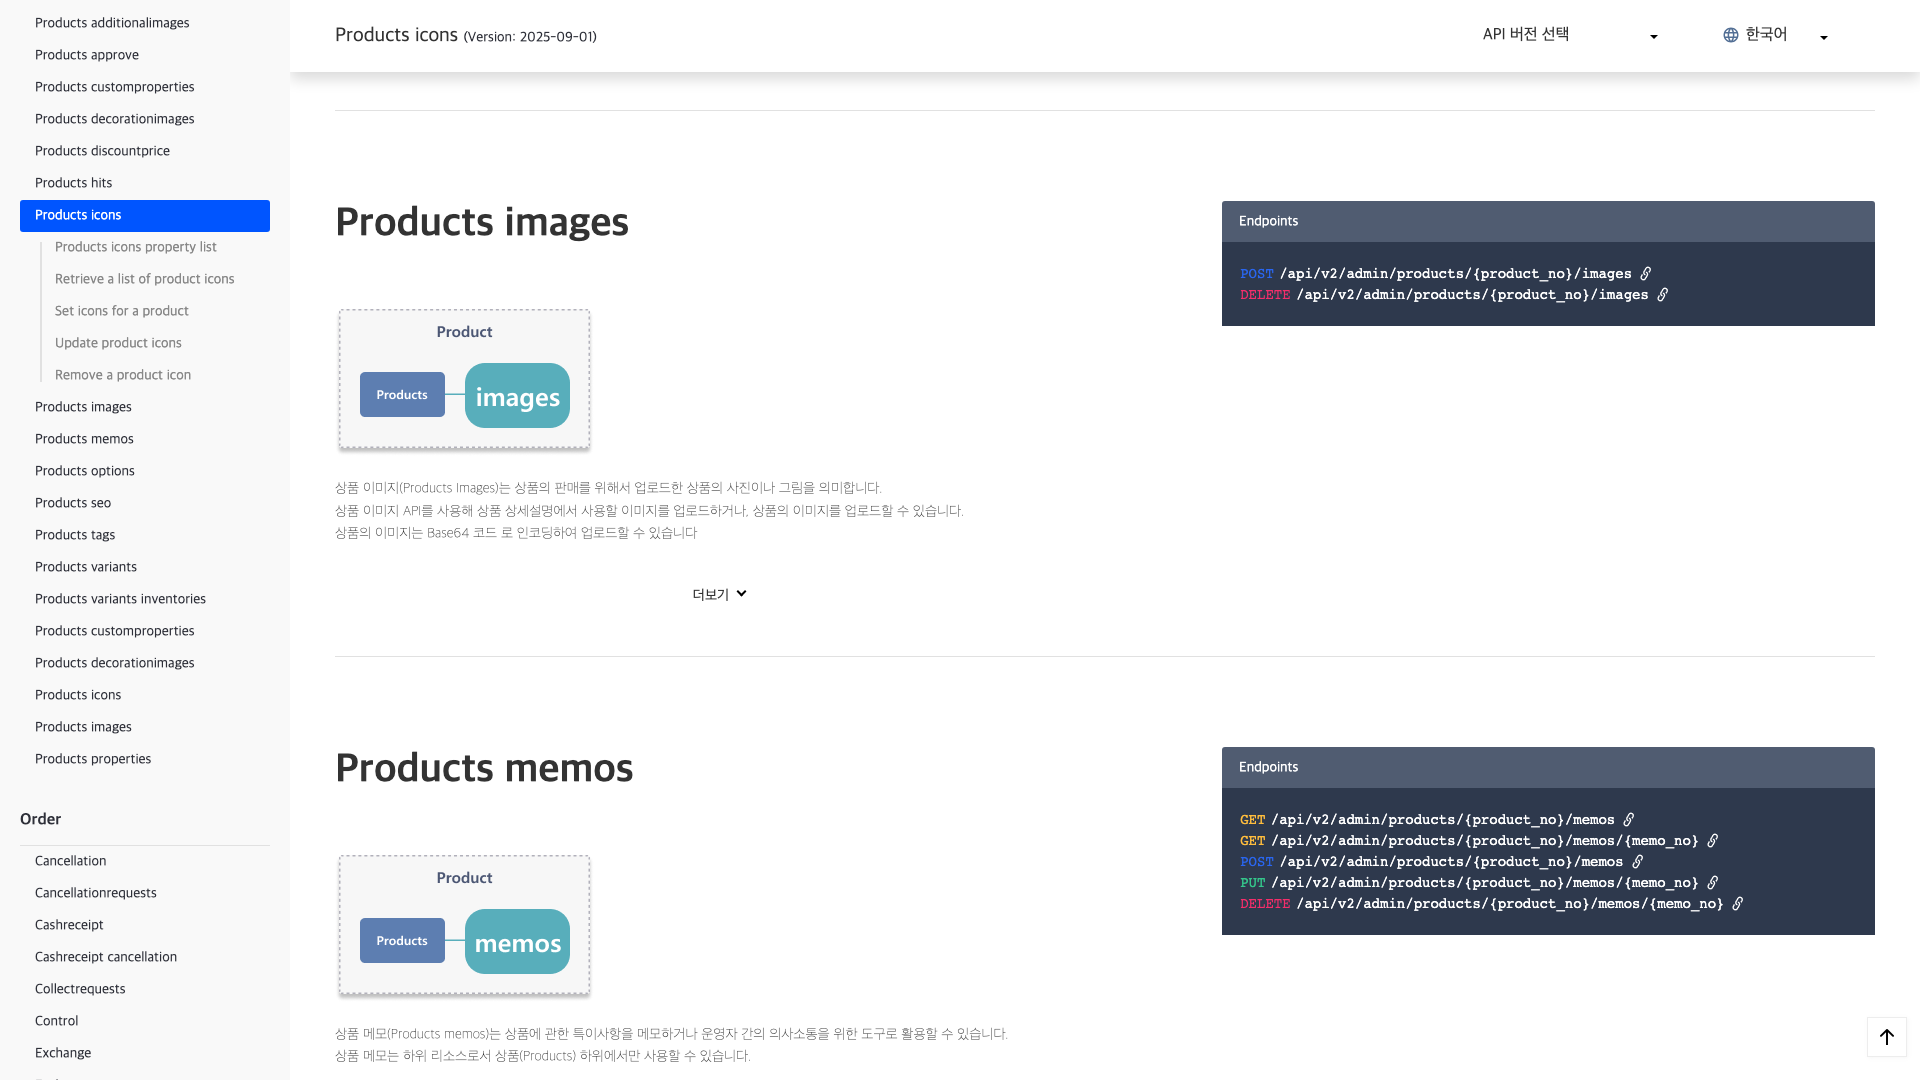 Products additionalimages
Products approve
Products customproperties
Products decorationimages
Products discountprice
Products hits
Products icons
Products icons property list
Retrieve a list of product icons
Set icons for a product
Update product icons
Remove a product icon
Products images
Products memos
Products options
Products seo
Products tags
Products variants
Products variants inventories
Products customproperties
Products decorationimages
Products icons
Products images
Products properties
Order
Cancellation
Cancellationrequests
Cashreceipt
Cashreceipt cancellation
Collectrequests
Control
Exchange
Products icons (Version: 2025-09-01)
API 버전 선택
한국어
Products images
Product
Products
images
상품 이미지(Products Images)는 상품의 판매를 위해서 업로드한 상품의 사진이나 그림을 의미합니다.
상품 이미지 API를 사용해 상품 상세설명에서 사용할 이미지를 업로드하거나, 상품의 이미지를 업로드할 수 있습니다.
상품의 이미지는 Base64 코드 로 인코딩하여 업로드할 수 있습니다
더보기
Endpoints
POST /api/v2/admin/products/{product_no}/images
DELETE /api/v2/admin/products/{product_no}/images
Products memos
Product
Products
memos
상품 메모(Products memos)는 상품에 관한 특이사항을 메모하거나 운영자 간의 의사소통을 위한 도구로 활용할 수 있습니다.
상품 메모는 하위 리소스로서 상품(Products) 하위에서만 사용할 수 있습니다.
Endpoints
GET /api/v2/admin/products/{product_no}/memos
GET /api/v2/admin/products/{product_no}/memos/{memo_no}
POST /api/v2/admin/products/{product_no}/memos
PUT /api/v2/admin/products/{product_no}/memos/{memo_no}
DELETE /api/v2/admin/products/{product_no}/memos/{memo_no}